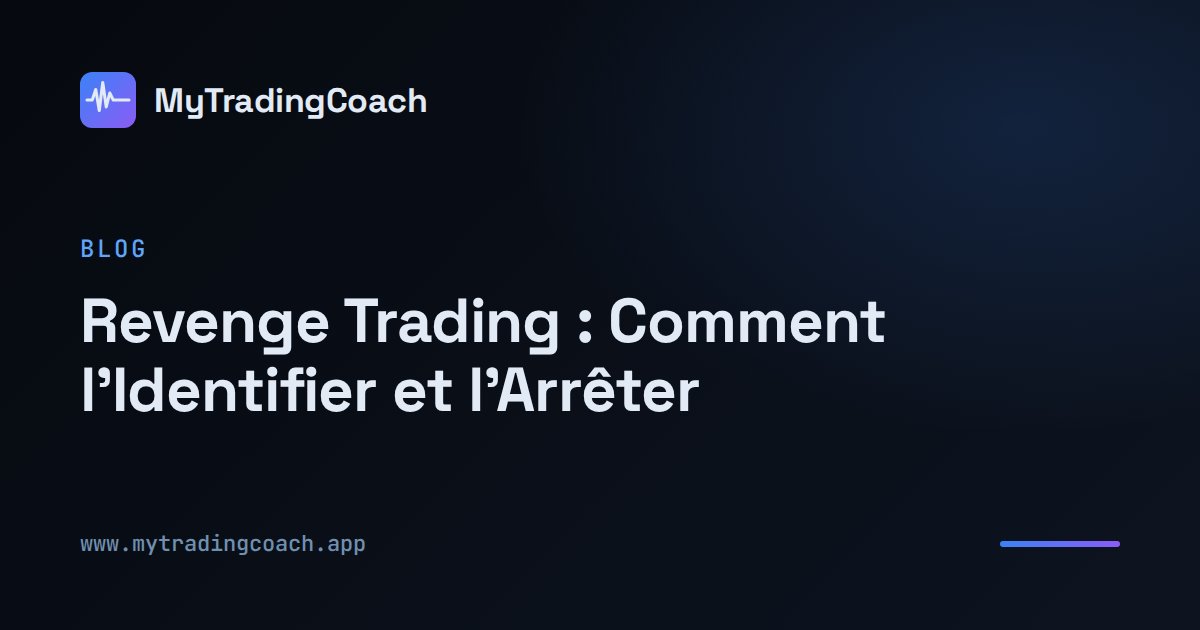 MyTradingCoach
BLOG
Revenge Trading : Comment
l’Identifier et l’Arrêter
www.mytradingcoach.app